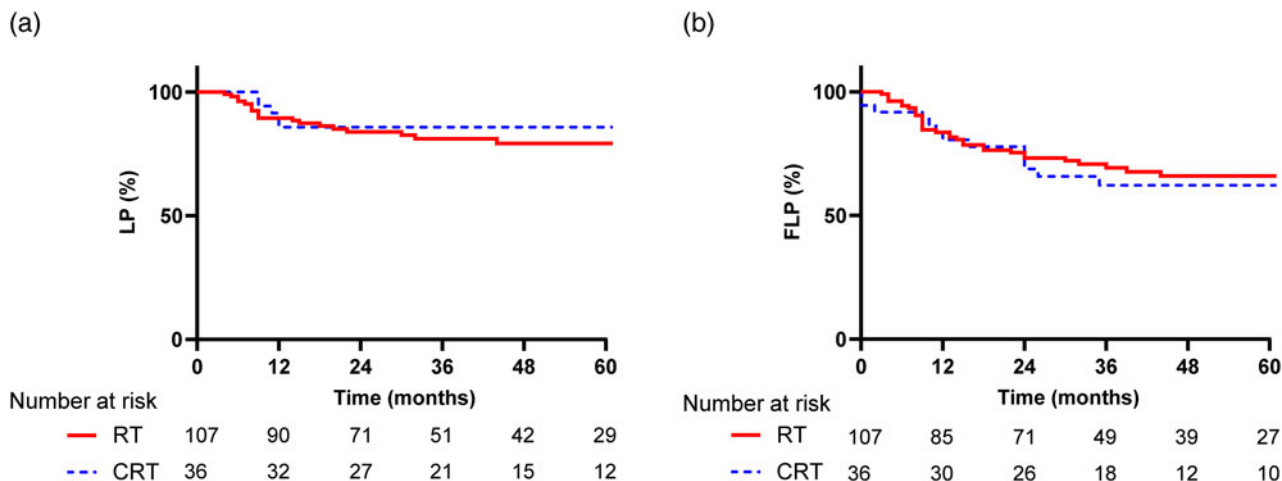 (a)
100
50
0
LP (%)
0 12 24 36 48 60
Time (months)
Number at risk
RT 107 90 71 51 42 29
CRT 36 32 27 21 15 12
(b)
100
50
0
FLP (%)
0 12 24 36 48 60
Time (months)
Number at risk
RT 107 85 71 49 39 27
CRT 36 30 26 18 12 10